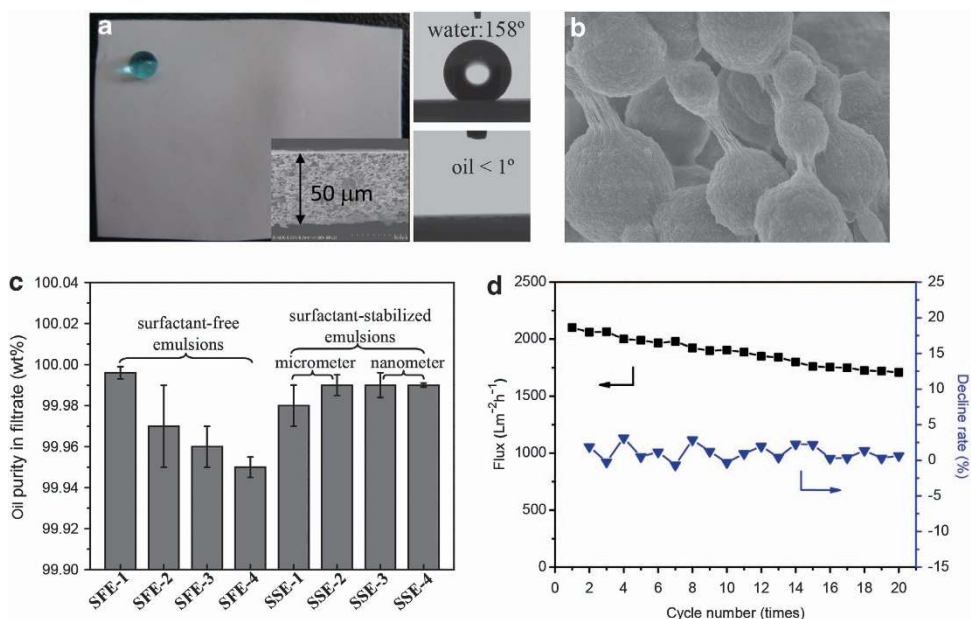 a
water:158º
50 μm
oil < 1º
b
c
Oil purity in filtrate (wt%)
100.04
100.02
100.00
99.98
99.96
99.94
99.92
99.90
surfactant-free
emulsions
surfactant-stabilized
emulsions
micrometer
nanometer
SFE-1
SFE-2
SFE-3
SFE-4
SSE-1
SSE-2
SSE-3
SSE-4
d
Flux (Lm⁻²h⁻¹)
2500
2000
1500
1000
500
0
25
20
15
10
5
0
-5
-10
-15
Decline rate (%)
0 2 4 6 8 10 12 14 16 18 20
Cycle number (times)